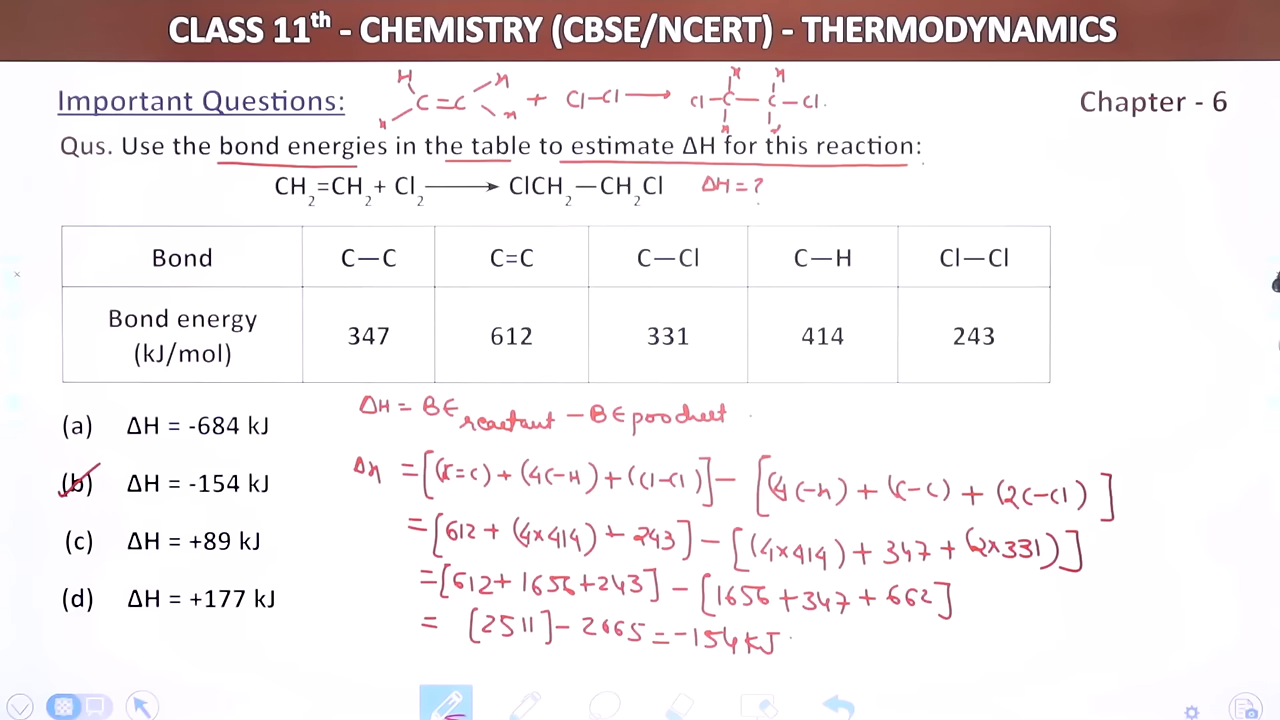 CLASS 11th - CHEMISTRY (CBSE/NCERT) - THERMODYNAMICS
Important Questions:
H H
C=C + Cl-Cl → Cl-C-C-Cl.
H H H H
Chapter - 6
Qus. Use the bond energies in the table to estimate ΔH for this reaction:
CH2=CH2+ Cl2 ⟶ ClCH2—CH2Cl ΔH = ?
Bond C—C C=C C—Cl C—H Cl—Cl
Bond energy (kJ/mol) 347 612 331 414 243
(a) ΔH = -684 kJ
(b) ΔH = -154 kJ
(c) ΔH = +89 kJ
(d) ΔH = +177 kJ
ΔH = BE reactant - BE product
ΔH = [(C=C) + (4C-H) + (Cl-Cl)] - [(4C-H) + (C-C) + (2C-Cl)]
= [612 + (4×414) + 243] - [(4×414) + 347 + (2×331)]
= [612 + 1656 + 243] - [1656 + 347 + 662]
= [2511] - 2665 = -154 kJ.